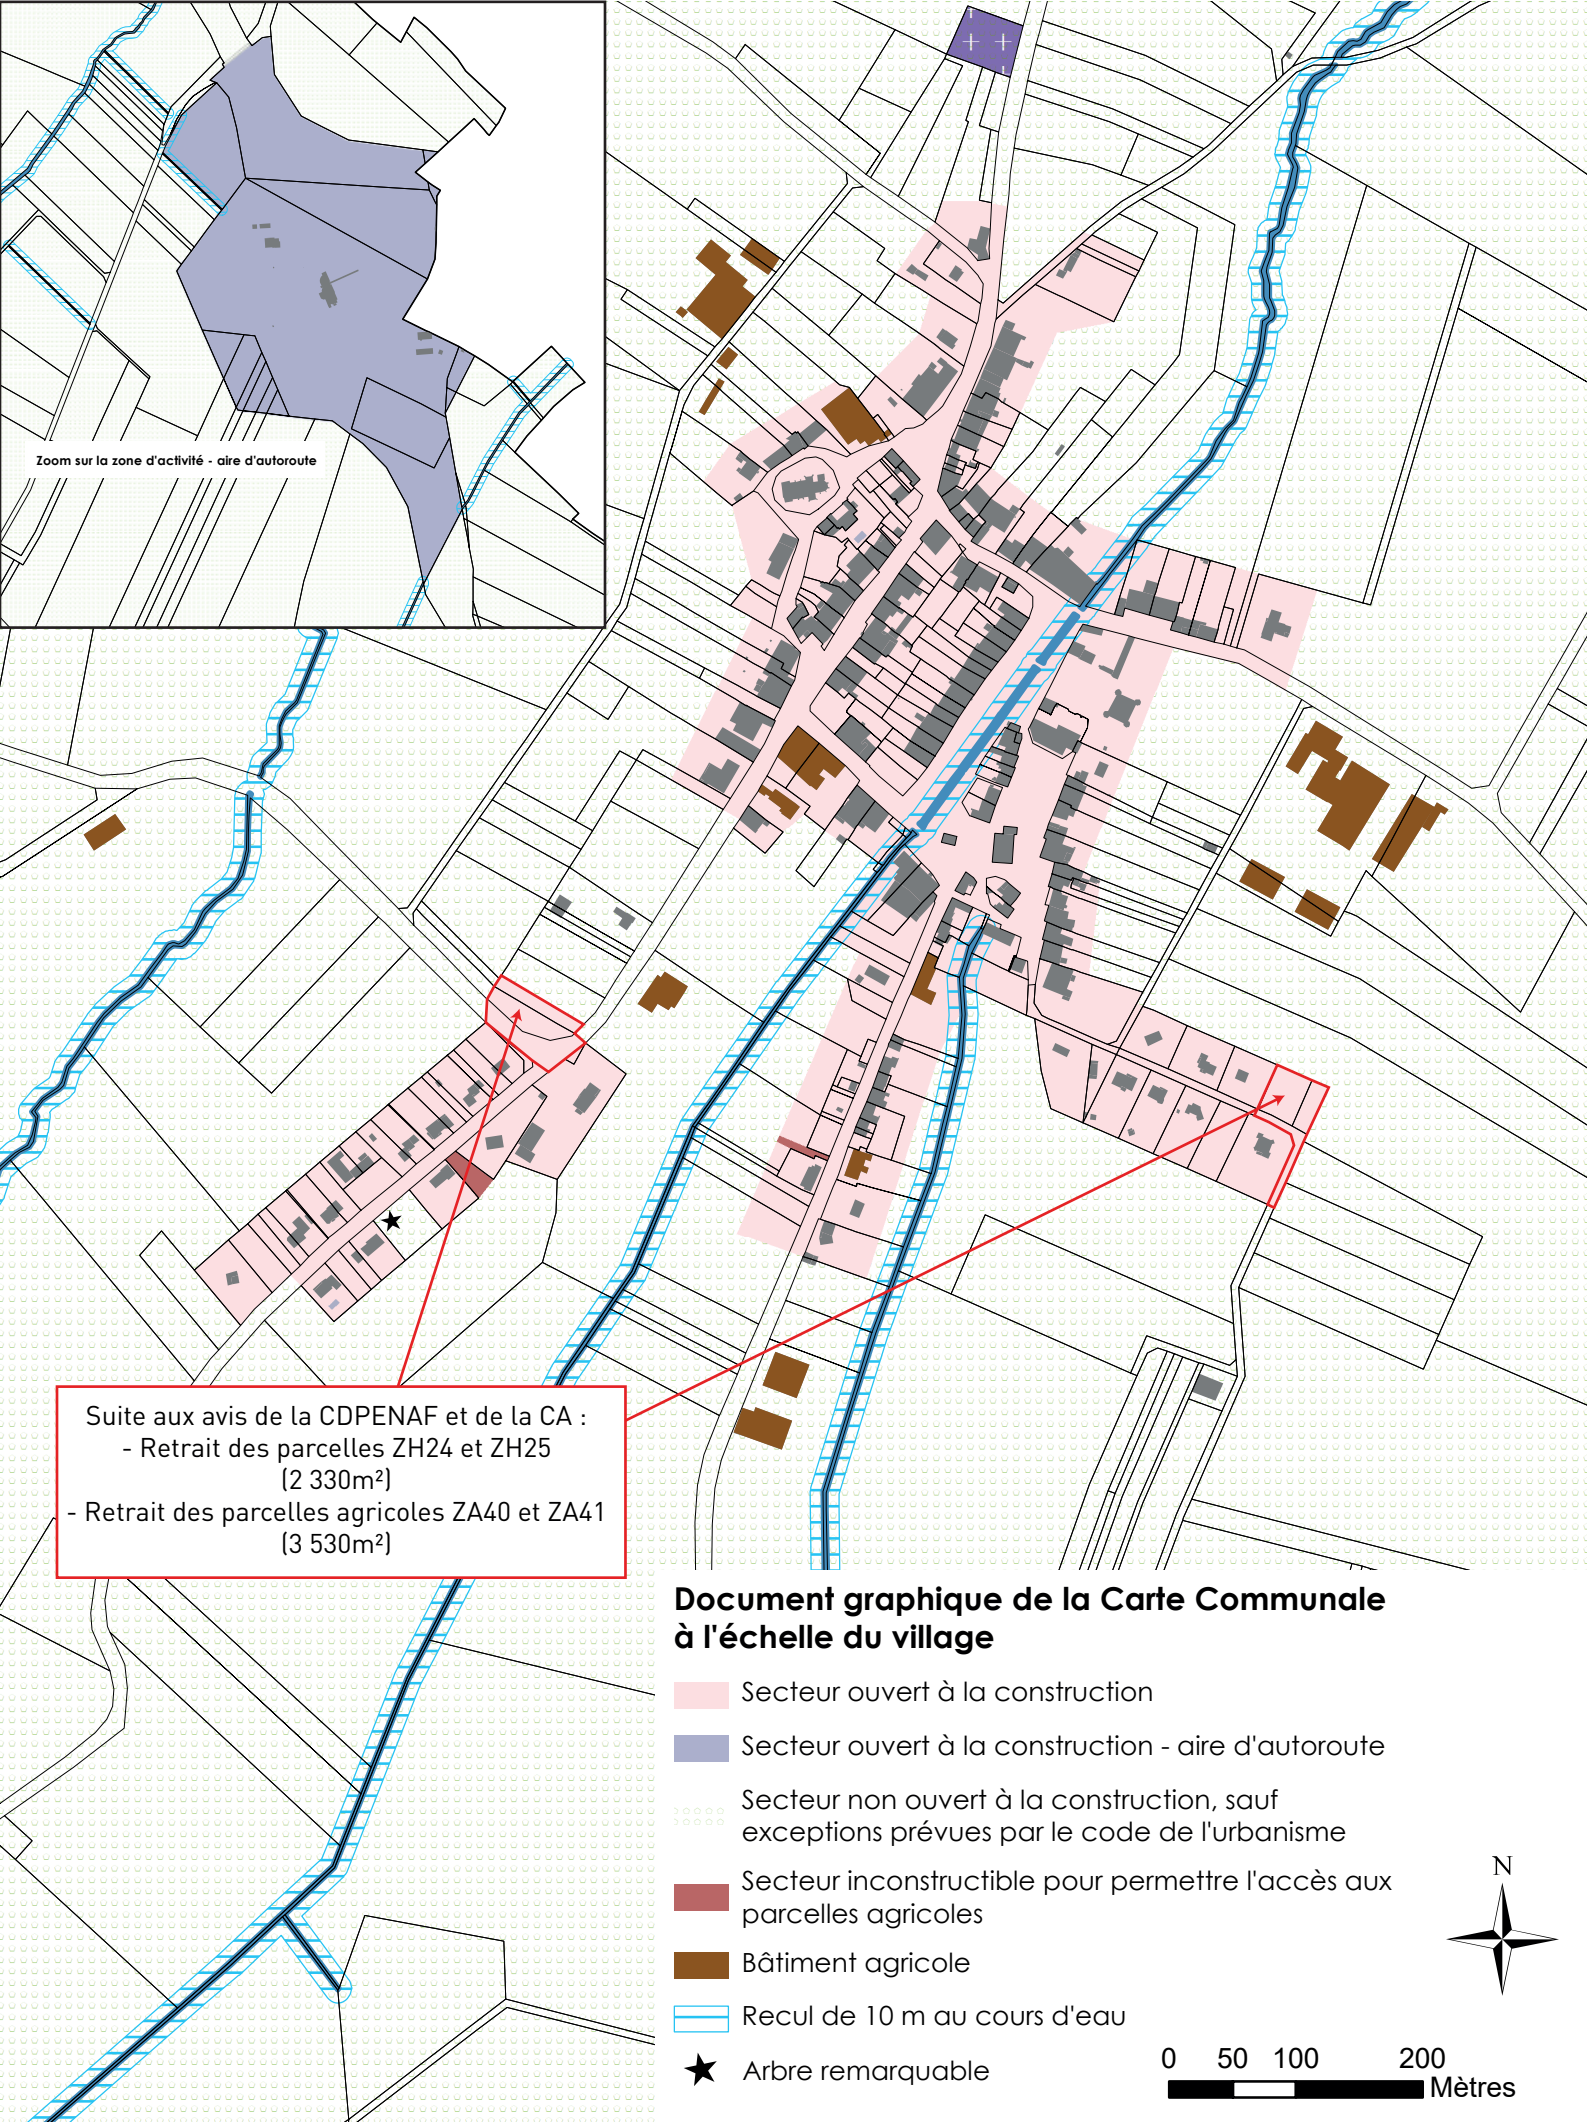 Zoom sur la zone d'activité - aire d'autoroute
Suite aux avis de la CDPENAF et de la CA :
- Retrait des parcelles ZH24 et ZH25
(2 330m²)
- Retrait des parcelles agricoles ZA40 et ZA41
(3 530m²)
Document graphique de la Carte Communale
à l'échelle du village
Secteur ouvert à la construction
Secteur ouvert à la construction - aire d'autoroute
Secteur non ouvert à la construction, sauf
exceptions prévues par le code de l'urbanisme
Secteur inconstructible pour permettre l'accès aux
parcelles agricoles
Bâtiment agricole
Recul de 10 m au cours d'eau
Arbre remarquable
N
0 50 100 200
Mètres